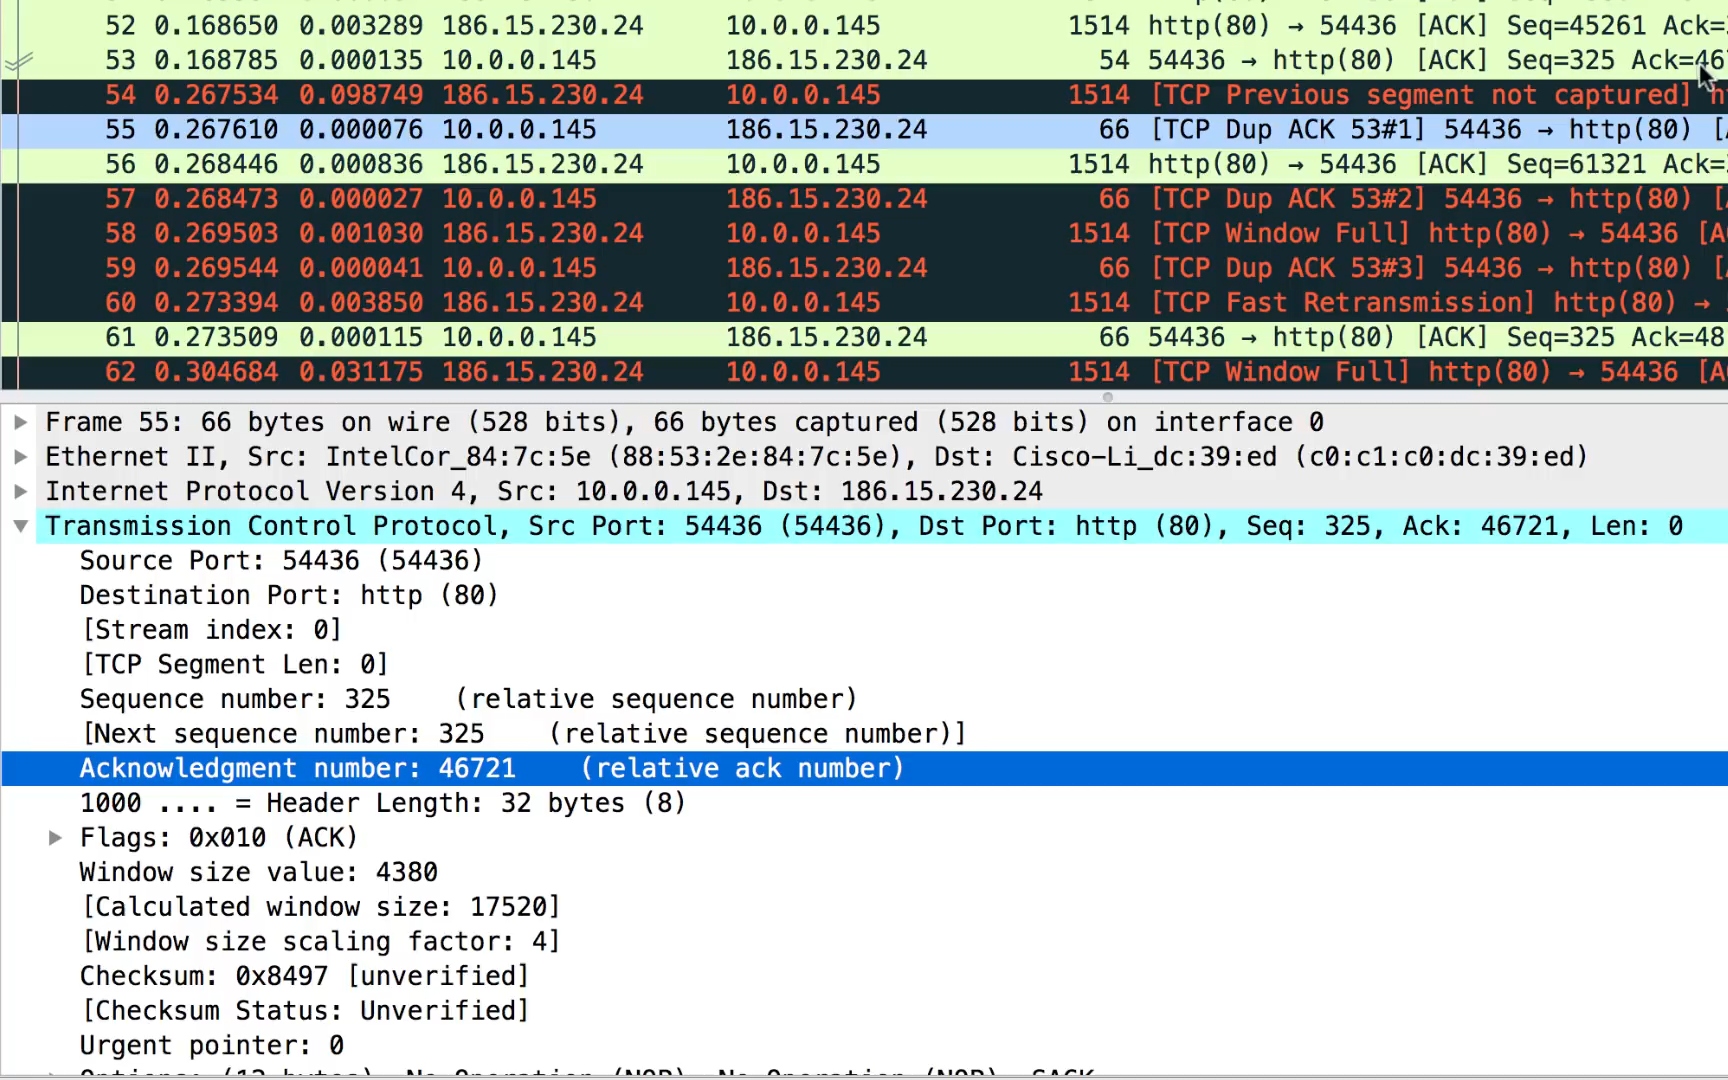 52 0.168650 0.003289 186.15.230.24 10.0.0.145 1514 http(80) → 54436 [ACK] Seq=45261 Ack=
53 0.168785 0.000135 10.0.0.145 186.15.230.24 54 54436 → http(80) [ACK] Seq=325 Ack=46
54 0.267534 0.098749 186.15.230.24 10.0.0.145 1514 [TCP Previous segment not captured]
55 0.267610 0.000076 10.0.0.145 186.15.230.24 66 [TCP Dup ACK 53#1] 54436 → http(80) [
56 0.268446 0.000836 186.15.230.24 10.0.0.145 1514 http(80) → 54436 [ACK] Seq=61321 Ack=
57 0.268473 0.000027 10.0.0.145 186.15.230.24 66 [TCP Dup ACK 53#2] 54436 → http(80) [
58 0.269503 0.001030 186.15.230.24 10.0.0.145 1514 [TCP Window Full] http(80) → 54436 [A
59 0.269544 0.000041 10.0.0.145 186.15.230.24 66 [TCP Dup ACK 53#3] 54436 → http(80) [
60 0.273394 0.003850 186.15.230.24 10.0.0.145 1514 [TCP Fast Retransmission] http(80) →
61 0.273509 0.000115 10.0.0.145 186.15.230.24 66 54436 → http(80) [ACK] Seq=325 Ack=48
62 0.304684 0.031175 186.15.230.24 10.0.0.145 1514 [TCP Window Full] http(80) → 54436 [A
Frame 55: 66 bytes on wire (528 bits), 66 bytes captured (528 bits) on interface 0
Ethernet II, Src: IntelCor_84:7c:5e (88:53:2e:84:7c:5e), Dst: Cisco-Li_dc:39:ed (c0:c1:c0:dc:39:ed)
Internet Protocol Version 4, Src: 10.0.0.145, Dst: 186.15.230.24
Transmission Control Protocol, Src Port: 54436 (54436), Dst Port: http (80), Seq: 325, Ack: 46721, Len: 0
Source Port: 54436 (54436)
Destination Port: http (80)
[Stream index: 0]
[TCP Segment Len: 0]
Sequence number: 325 (relative sequence number)
[Next sequence number: 325 (relative sequence number)]
Acknowledgment number: 46721 (relative ack number)
1000 .... = Header Length: 32 bytes (8)
Flags: 0x010 (ACK)
Window size value: 4380
[Calculated window size: 17520]
[Window size scaling factor: 4]
Checksum: 0x8497 [unverified]
[Checksum Status: Unverified]
Urgent pointer: 0
Options: (12 bytes), No-Operation (NOP), No-Operation (NOP), SACK